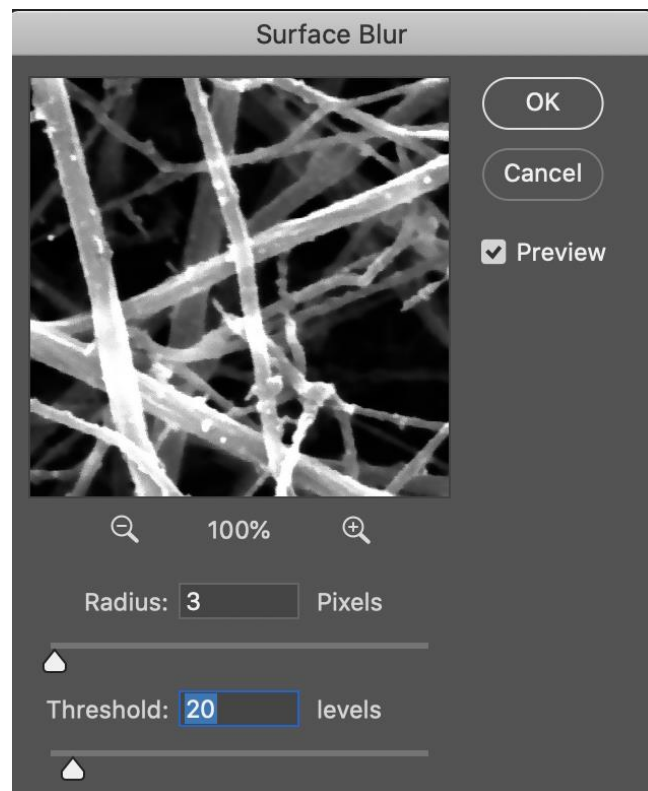 Surface Blur
OK
Cancel
Preview
100%
Radius: 3 Pixels
Threshold: 20 levels